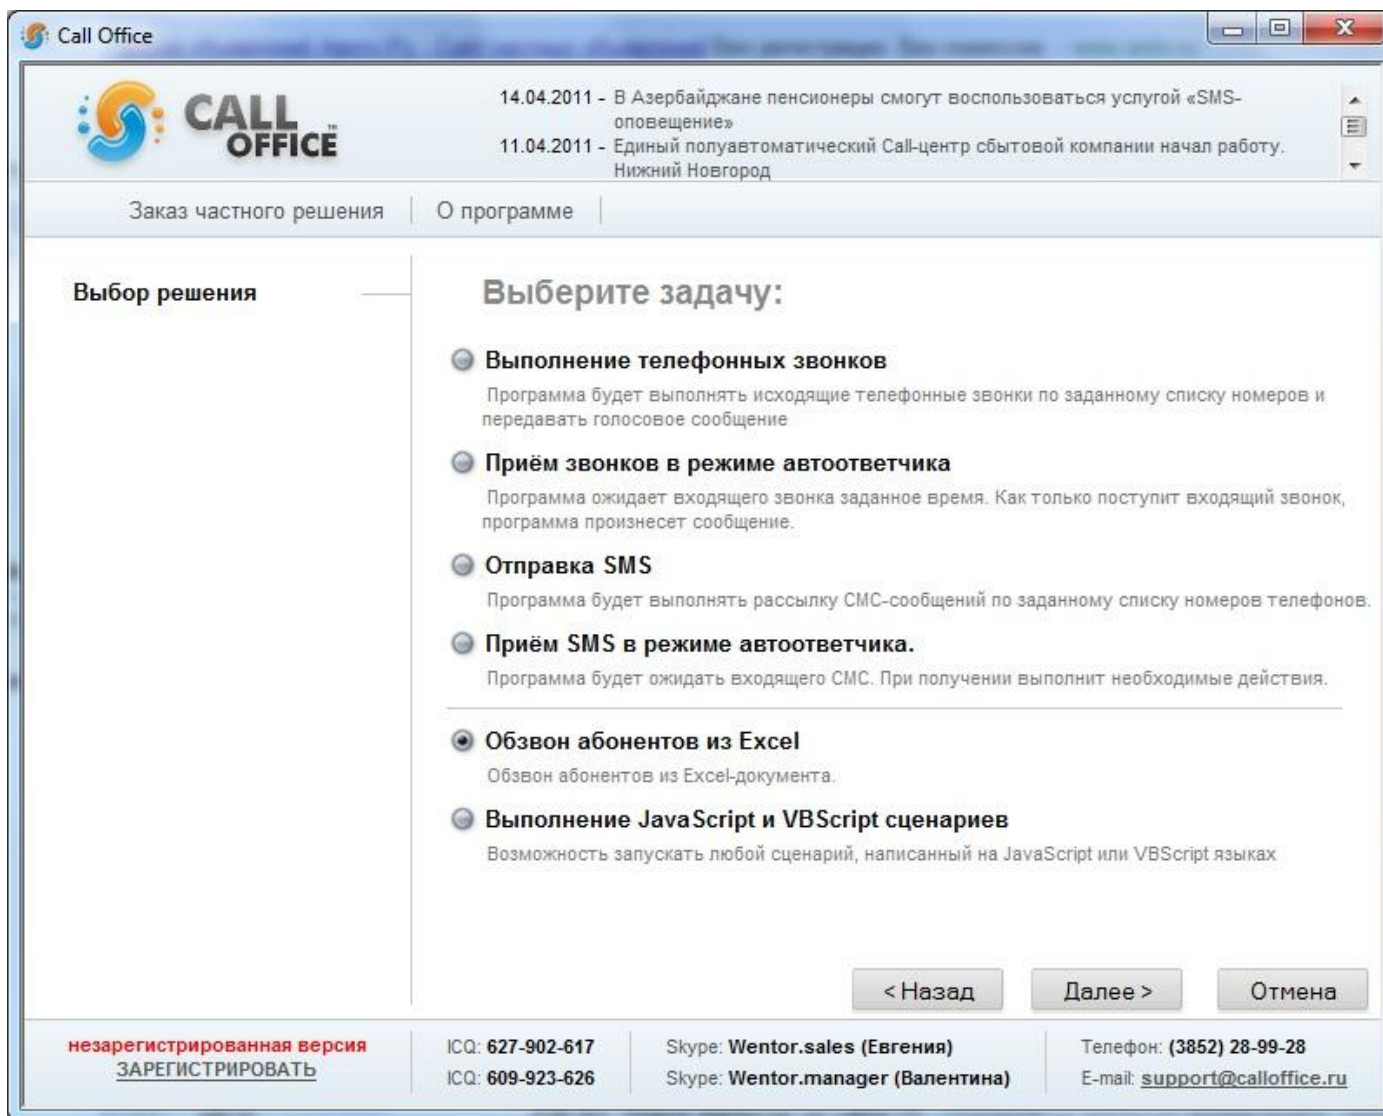 Call Office
CALL
OFFICE™
14.04.2011 - В Азербайджане пенсионеры смогут воспользоваться услугой «SMS-
оповещение»
11.04.2011 - Единый полуавтоматический Call-центр сбытовой компании начал работу.
Нижний Новгород
Заказ частного решения
О программе
Выбор решения
Выберите задачу:
Выполнение телефонных звонков
Программа будет выполнять исходящие телефонные звонки по заданному списку номеров и
передавать голосовое сообщение
Приём звонков в режиме автоответчика
Программа ожидает входящего звонка заданное время. Как только поступит входящий звонок,
программа произнесет сообщение.
Отправка SMS
Программа будет выполнять рассылку СМС-сообщений по заданному списку номеров телефонов.
Приём SMS в режиме автоответчика.
Программа будет ожидать входящего СМС. При получении выполнит необходимые действия.
Обзвон абонентов из Excel
Обзвон абонентов из Excel-документа.
Выполнение JavaScript и VBScript сценариев
Возможность запускать любой сценарий, написанный на JavaScript или VBScript языках
< Назад
Далее >
Отмена
незарегистрированная версия
ЗАРЕГИСТРИРОВАТЬ
ICQ: 627-902-617
ICQ: 609-923-626
Skype: Wentor.sales (Евгения)
Skype: Wentor.manager (Валентина)
Телефон: (3852) 28-99-28
E-mail: support@calloffice.ru